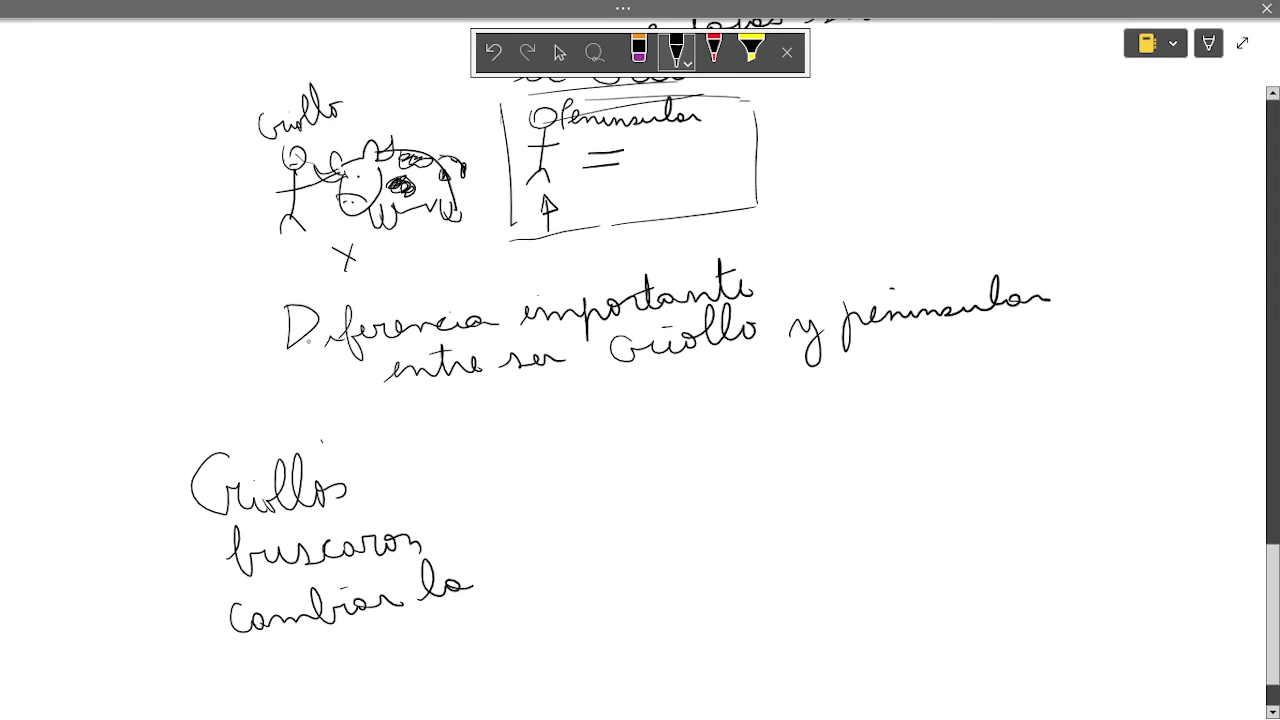 Criollo
Peninsular
=
X
Diferencia importante
entre ser Criollo y peninsular
Criollos
buscaron
cambiar la